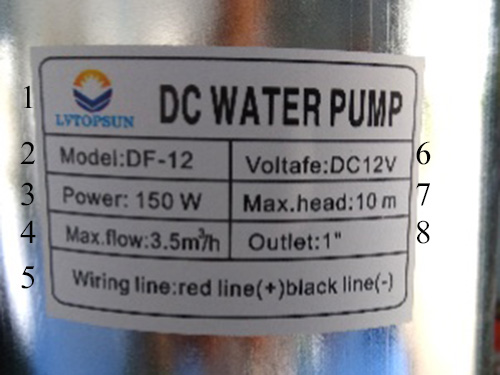 1 LVTOPSUN DC WATER PUMP
2 Model:DF-12 Voltafe:DC12V 6
3 Power: 150 W Max.head:10 m 7
4 Max.flow:3.5m³/h Outlet:1" 8
5 Wiring line:red line(+)black line(-)